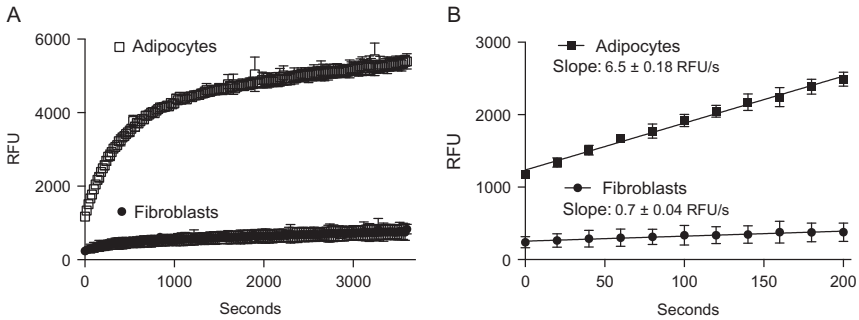 A
6000
4000
2000
0
RFU
Adipocytes
Fibroblasts
0 1000 2000 3000
Seconds
B
3000
2000
1000
0
RFU
Adipocytes
Slope: 6.5 ± 0.18 RFU/s
Fibroblasts
Slope: 0.7 ± 0.04 RFU/s
0 50 100 150 200
Seconds